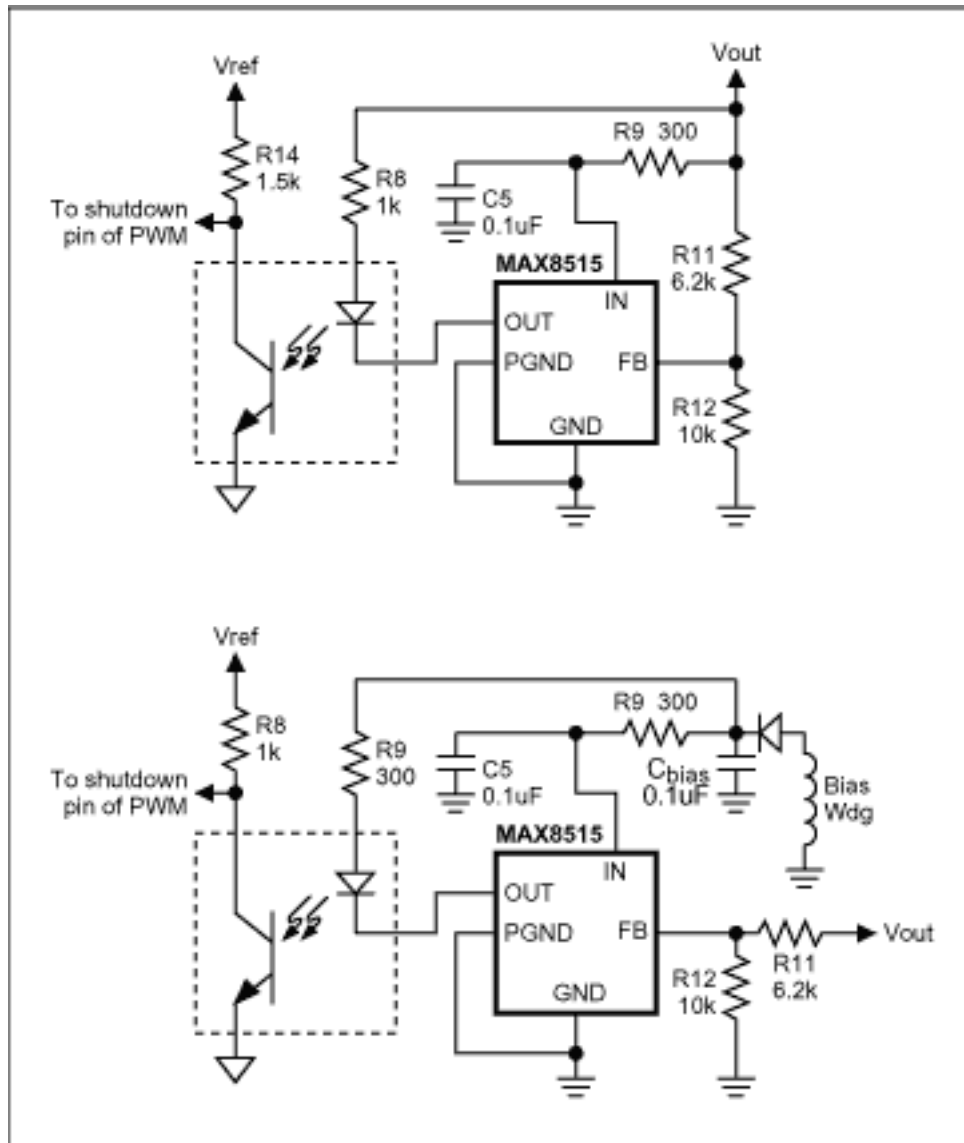 Vref
Vout
R14
1.5k
R8
1k
R9 300
C5
0.1uF
To shutdown
pin of PWM
R11
6.2k
MAX8515
IN
OUT
PGND
FB
GND
R12
10k
Vref
R8
1k
R9
300
R9 300
C5
0.1uF
Cbias
0.1uF
Bias
Wdg
To shutdown
pin of PWM
MAX8515
IN
OUT
PGND
FB
GND
Vout
R11
6.2k
R12
10k